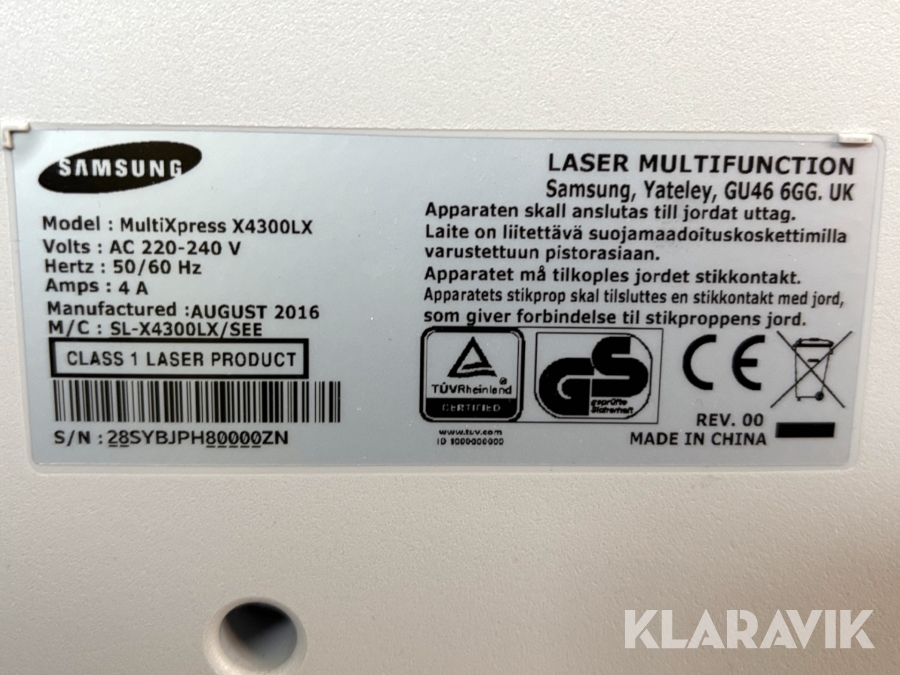 SAMSUNG
Model : MultiXpress X4300LX
Volts : AC 220-240 V
Hertz : 50/60 Hz
Amps : 4 A
Manufactured :AUGUST 2016
M/C : SL-X4300LX/SEE
CLASS 1 LASER PRODUCT
S/N : 28SYBJPH80000ZN
LASER MULTIFUNCTION
Samsung, Yateley, GU46 6GG. UK
Apparaten skall anslutas till jordat uttag.
Laite on liitettävä suojamaadoituskoskettimilla
varustettuun pistorasiaan.
Apparatet må tilkoples jordet stikkontakt.
Apparatets stikprop skal tilsluttes en stikkontakt med jord,
som giver forbindelse til stikproppens jord.
TÜVRheinland
CERTIFIED
www.tuv.com
ID 1000000000
GS
geprüfte
Sicherheit
CE
REV. 00
MADE IN CHINA
KLARAVIK